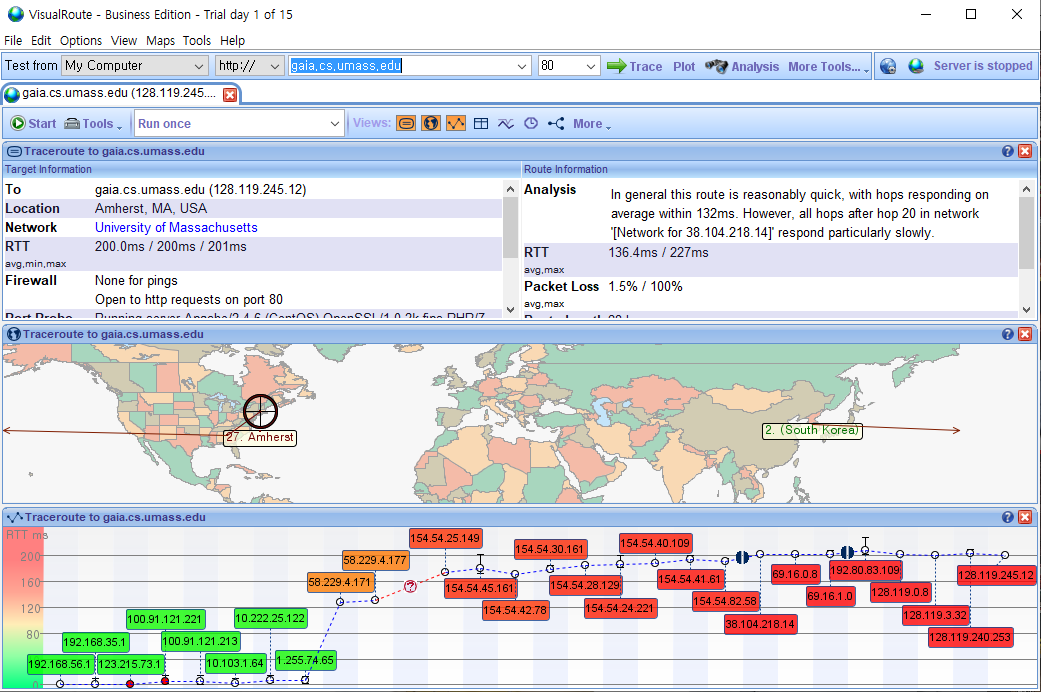 VisualRoute - Business Edition - Trial day 1 of 15
File Edit Options View Maps Tools Help
Test from My Computer http:// gaia.cs.umass.edu 80 Trace Plot Analysis More Tools... Server is stopped
gaia.cs.umass.edu (128.119.245....
Start Tools Run once Views: More
Traceroute to gaia.cs.umass.edu
Target Information
To gaia.cs.umass.edu (128.119.245.12)
Location Amherst, MA, USA
Network University of Massachusetts
RTT 200.0ms / 200ms / 201ms
avg,min,max
Firewall None for pings
Open to http requests on port 80
Port Probe Running server Apache/2.4.6 (CentOS) OpenSSL/1.0.2k-fips PHP/7
Route Information
Analysis In general this route is reasonably quick, with hops responding on
average within 132ms. However, all hops after hop 20 in network
'[Network for 38.104.218.14]' respond particularly slowly.
RTT 136.4ms / 227ms
avg,max
Packet Loss 1.5% / 100%
avg,max
Traceroute to gaia.cs.umass.edu
27. Amherst
2. (South Korea)
Traceroute to gaia.cs.umass.edu
RTT ms
200
160
120
80
0
192.168.56.1
192.168.35.1
123.215.73.1
100.91.121.221
100.91.121.213
10.103.1.64
10.222.25.122
1.255.74.65
58.229.4.171
58.229.4.177
154.54.25.149
154.54.45.161
154.54.42.78
154.54.30.161
154.54.28.129
154.54.24.221
154.54.40.109
154.54.41.61
154.54.82.58
38.104.218.14
69.16.0.8
69.16.1.0
192.80.83.109
128.119.0.8
128.119.3.32
128.119.240.253
128.119.245.12